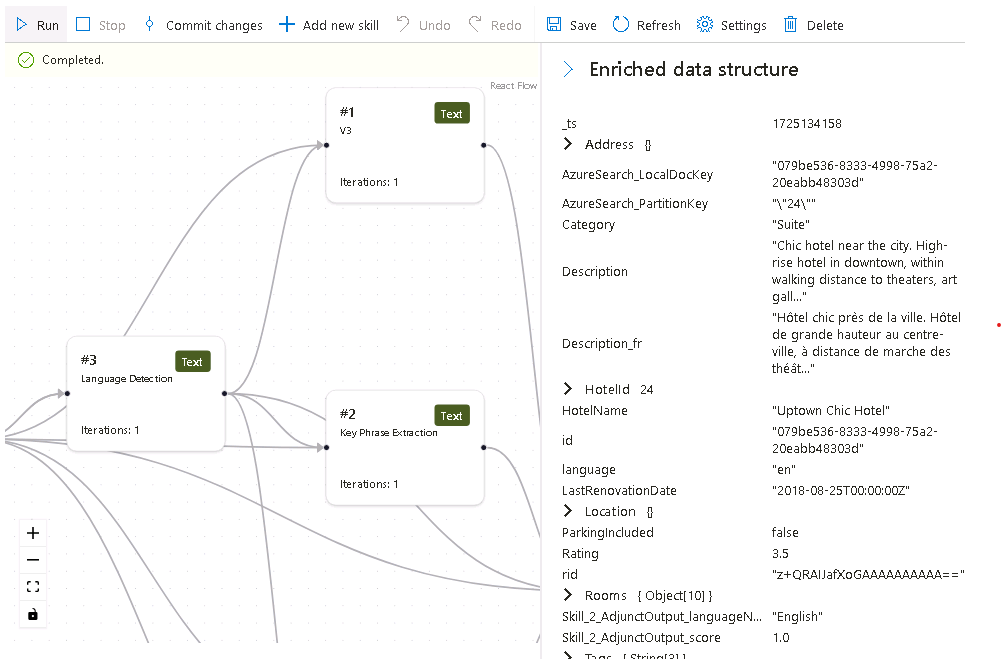 Run Stop Commit changes Add new skill Undo Redo Save Refresh Settings Delete
Completed.
React Flow
#1 Text
V3
Iterations: 1
#3 Text
Language Detection
Iterations: 1
#2 Text
Key Phrase Extraction
Iterations: 1
Enriched data structure
_ts 1725134158
Address {}
AzureSearch_LocalDocKey "079be536-8333-4998-75a2-
20eabb48303d"
AzureSearch_PartitionKey "\"24\""
Category "Suite"
Description "Chic hotel near the city. High-
rise hotel in downtown, within
walking distance to theaters, art
gall..."
Description_fr "Hôtel chic près de la ville. Hôtel
de grande hauteur au centre-
ville, à distance de marche des
théât..."
HotelId 24
HotelName "Uptown Chic Hotel"
id "079be536-8333-4998-75a2-
20eabb48303d"
language "en"
LastRenovationDate "2018-08-25T00:00:00Z"
Location {}
ParkingIncluded false
Rating 3.5
rid "z+QRAIJafXoGAAAAAAAAAA=="
Rooms { Object[10] }
Skill_2_AdjunctOutput_languageN... "English"
Skill_2_AdjunctOutput_score 1.0
Tags { String[3] }